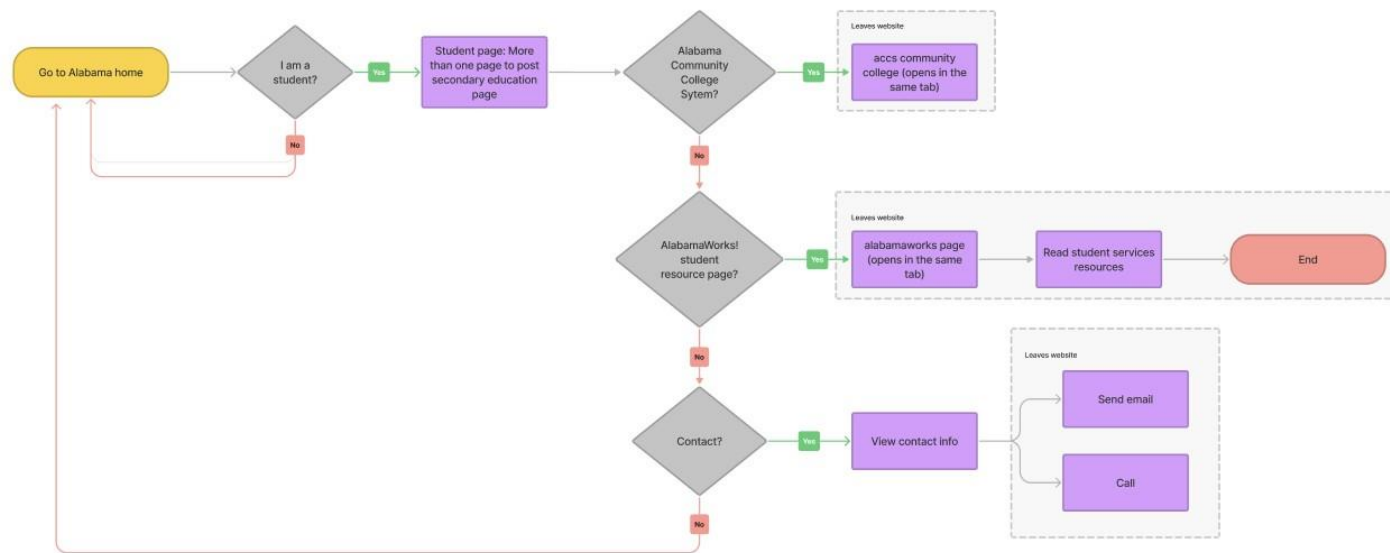 Go to Alabama home
I am a
student?
Yes
No
Student page: More
than one page to post
secondary education
page
Alabama
Community
College
Sytem?
Yes
No
Leaves website
accs community
college (opens in the
same tab)
AlabamaWorks!
student
resource page?
Yes
No
Leaves website
alabamaworks page
(opens in the same
tab)
Read student services
resources
End
Contact?
Yes
No
View contact info
Leaves website
Send email
Call